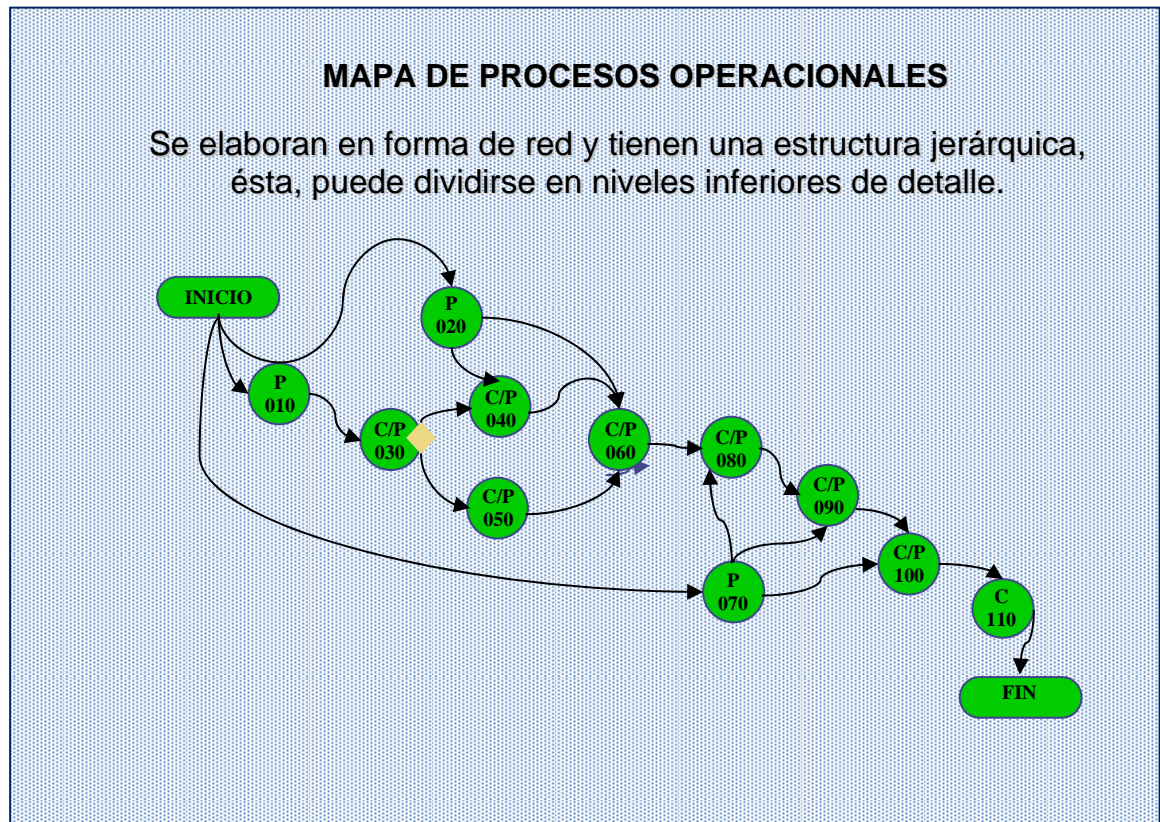 MAPA DE PROCESOS OPERACIONALES
Se elaboran en forma de red y tienen una estructura jerárquica,
ésta, puede dividirse en niveles inferiores de detalle.
INICIO
P
020
P
010
C/P
040
C/P
030
C/P
060
C/P
080
C/P
050
C/P
090
C/P
100
P
070
C
110
FIN